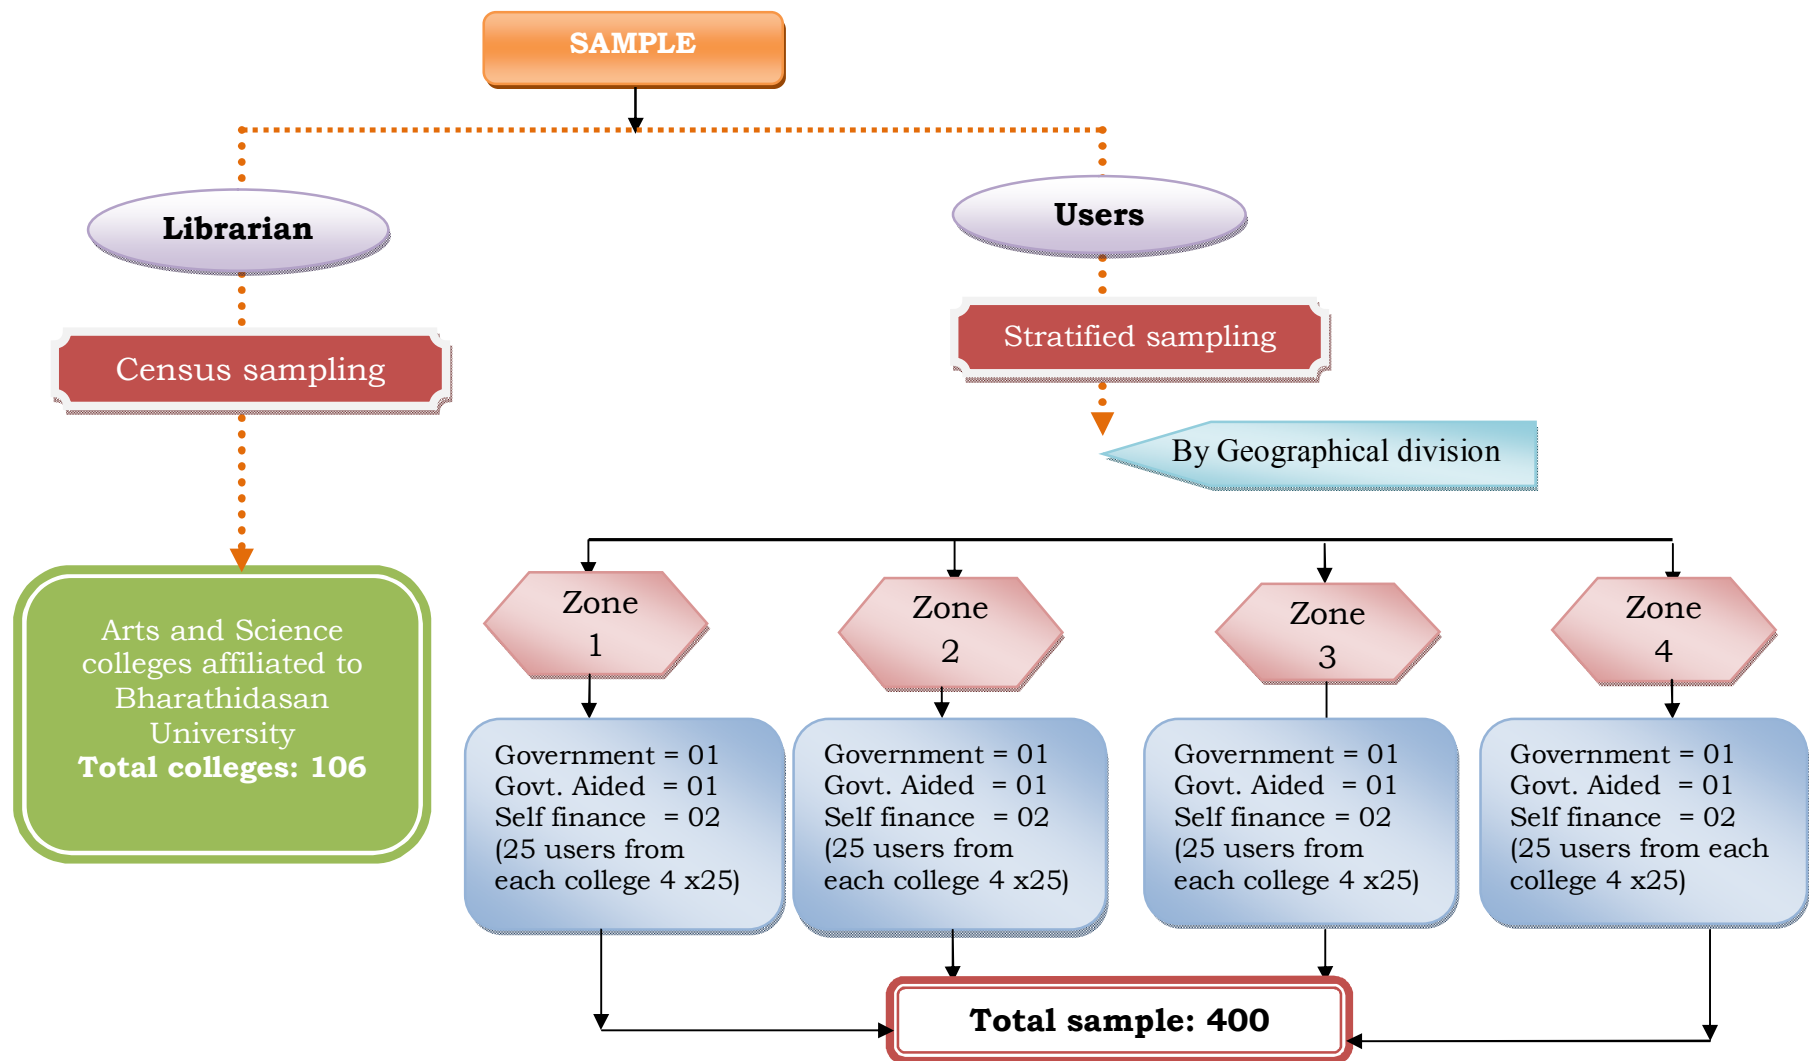 SAMPLE
Librarian
Users
Census sampling
Stratified sampling
By Geographical division
Arts and Science
colleges affiliated to
Bharathidasan
University
Total colleges: 106
Zone
1
Zone
2
Zone
3
Zone
4
Government = 01
Govt. Aided = 01
Self finance = 02
(25 users from
each college 4 x25)
Government = 01
Govt. Aided = 01
Self finance = 02
(25 users from
each college 4 x25)
Government = 01
Govt. Aided = 01
Self finance = 02
(25 users from
each college 4 x25)
Government = 01
Govt. Aided = 01
Self finance = 02
(25 users from each
college 4 x25)
Total sample: 400